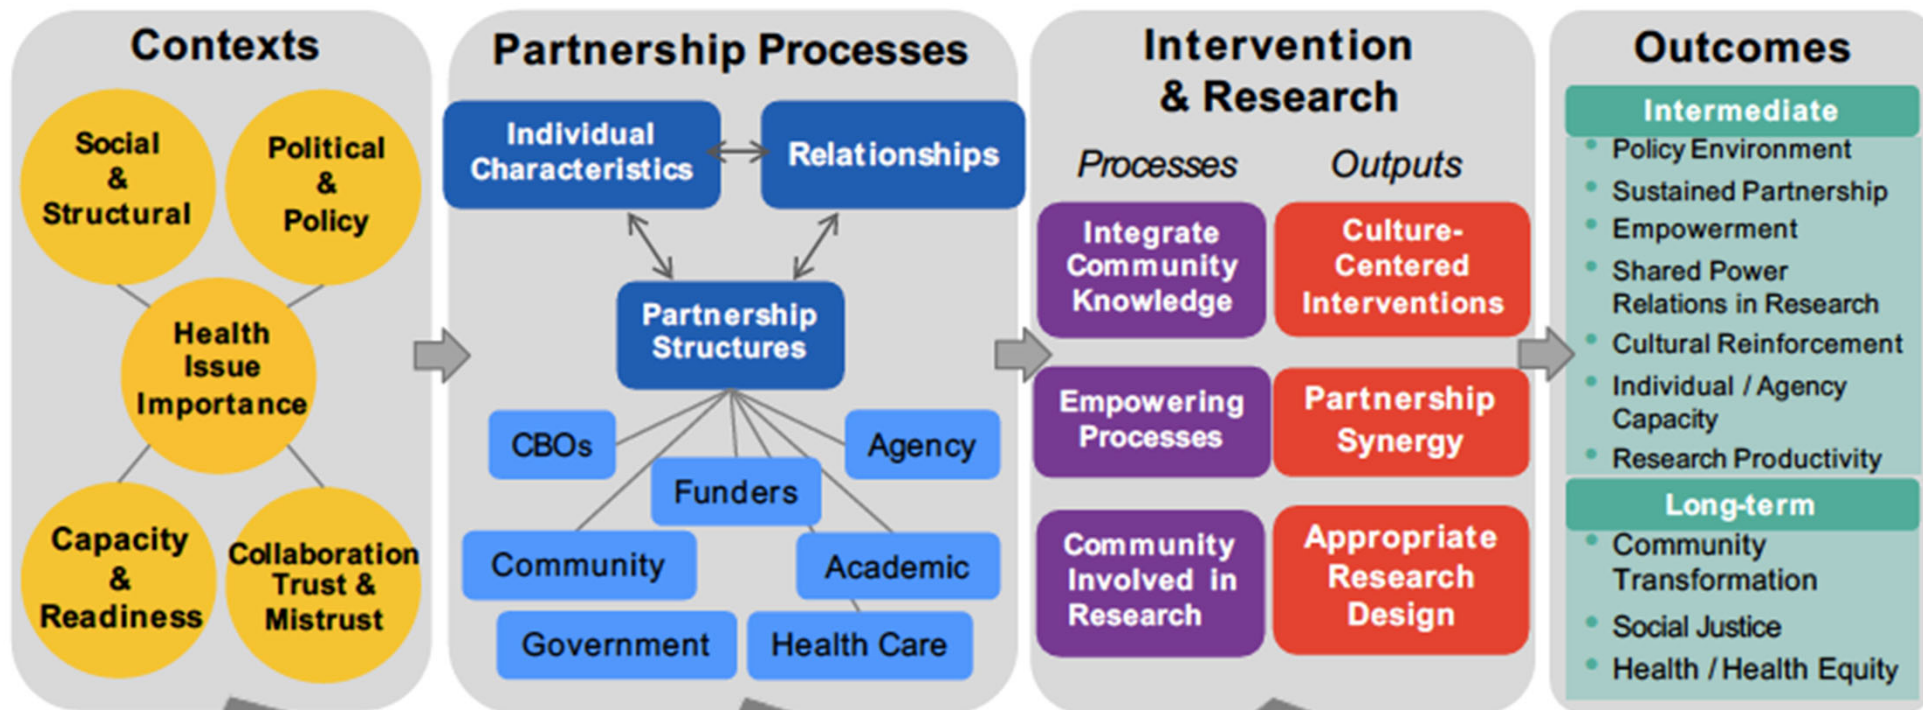 Contexts
Social
&
Structural
Political
&
Policy
Health
Issue
Importance
Capacity
&
Readiness
Collaboration
Trust &
Mistrust
Partnership Processes
Individual
Characteristics
Relationships
Partnership
Structures
CBOs
Agency
Funders
Community
Academic
Government
Health Care
Intervention
& Research
Processes
Outputs
Integrate
Community
Knowledge
Culture-
Centered
Interventions
Empowering
Processes
Partnership
Synergy
Community
Involved in
Research
Appropriate
Research
Design
Outcomes
Intermediate
• Policy Environment
• Sustained Partnership
• Empowerment
• Shared Power
Relations in Research
• Cultural Reinforcement
• Individual / Agency
Capacity
• Research Productivity
Long-term
• Community
Transformation
• Social Justice
• Health / Health Equity